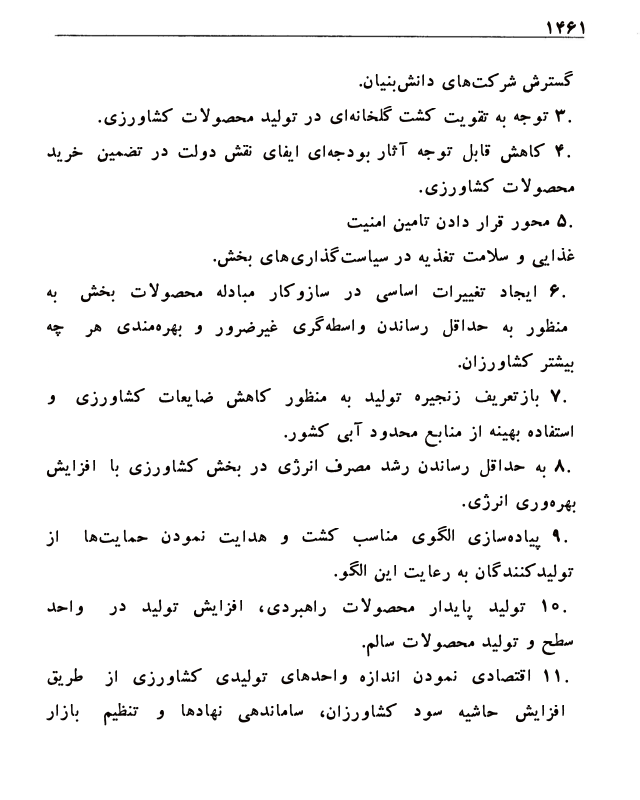 ۱۴۶۱
گسترش شرکت‌های دانش‌بنیان.
۳. توجه به تقویت کشت گلخانه‌ای در تولید محصولات کشاورزی.
۴. کاهش قابل توجه آثار بودجه‌ای ایفای نقش دولت در تضمین خرید
محصولات کشاورزی.
۵. محور قرار دادن تامین امنیت
غذایی و سلامت تغذیه در سیاست‌گذاری‌های بخش.
۶. ایجاد تغییرات اساسی در سازوکار مبادله محصولات بخش به
منظور به حداقل رساندن واسطه‌گری غیرضرور و بهره‌مندی هر چه
بیشتر کشاورزان.
۷. بازتعریف زنجیره تولید به منظور کاهش ضایعات کشاورزی و
استفاده بهینه از منابع محدود آبی کشور.
۸. به حداقل رساندن رشد مصرف انرژی در بخش کشاورزی با افزایش
بهره‌وری انرژی.
۹. پیاده‌سازی الگوی مناسب کشت و هدایت نمودن حمایت‌ها از
تولیدکنندگان به رعایت این الگو.
۱۰. تولید پایدار محصولات راهبردی، افزایش تولید در واحد
سطح و تولید محصولات سالم.
۱۱. اقتصادی نمودن اندازه واحدهای تولیدی کشاورزی از طریق
افزایش حاشیه سود کشاورزان، ساماندهی نهادها و تنظیم بازار